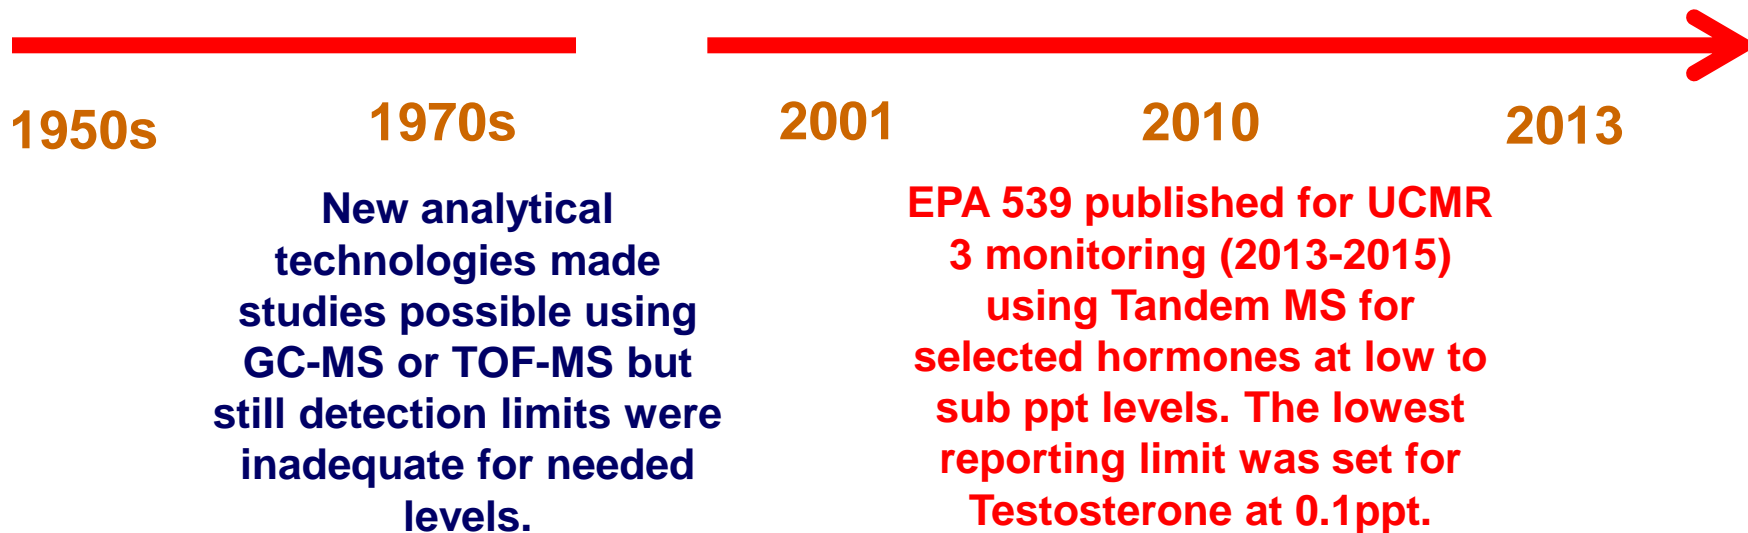 1950s
1970s
2001
2010
2013
New analytical
technologies made
studies possible using
GC-MS or TOF-MS but
still detection limits were
inadequate for needed
levels.
EPA 539 published for UCMR
3 monitoring (2013-2015)
using Tandem MS for
selected hormones at low to
sub ppt levels. The lowest
reporting limit was set for
Testosterone at 0.1ppt.